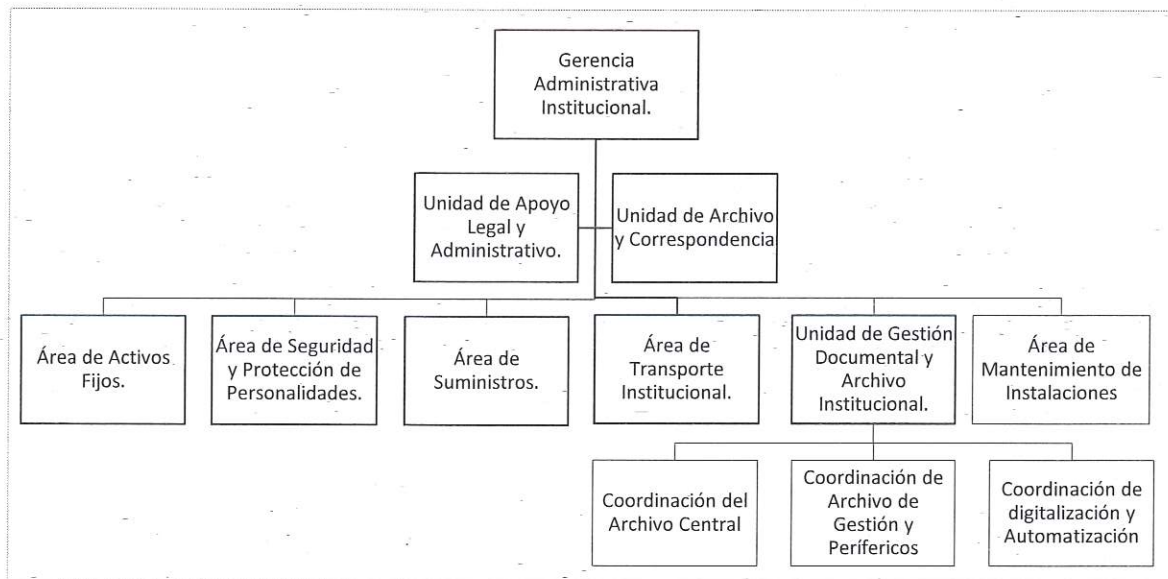 Gerencia
Administrativa
Institucional.
Unidad de Apoyo
Legal y
Administrativo.
Unidad de Archivo
y Correspondencia
Área de Activos
Fijos.
Área de Seguridad
y Protección de
Personalidades.
Área de
Suministros.
Área de
Transporte
Institucional.
Unidad de Gestión
Documental y
Archivo
Institucional.
Área de
Mantenimiento de
Instalaciones
Coordinación del
Archivo Central
Coordinación de
Archivo de
Gestión y
Perífericos
Coordinación de
digitalización y
Automatización